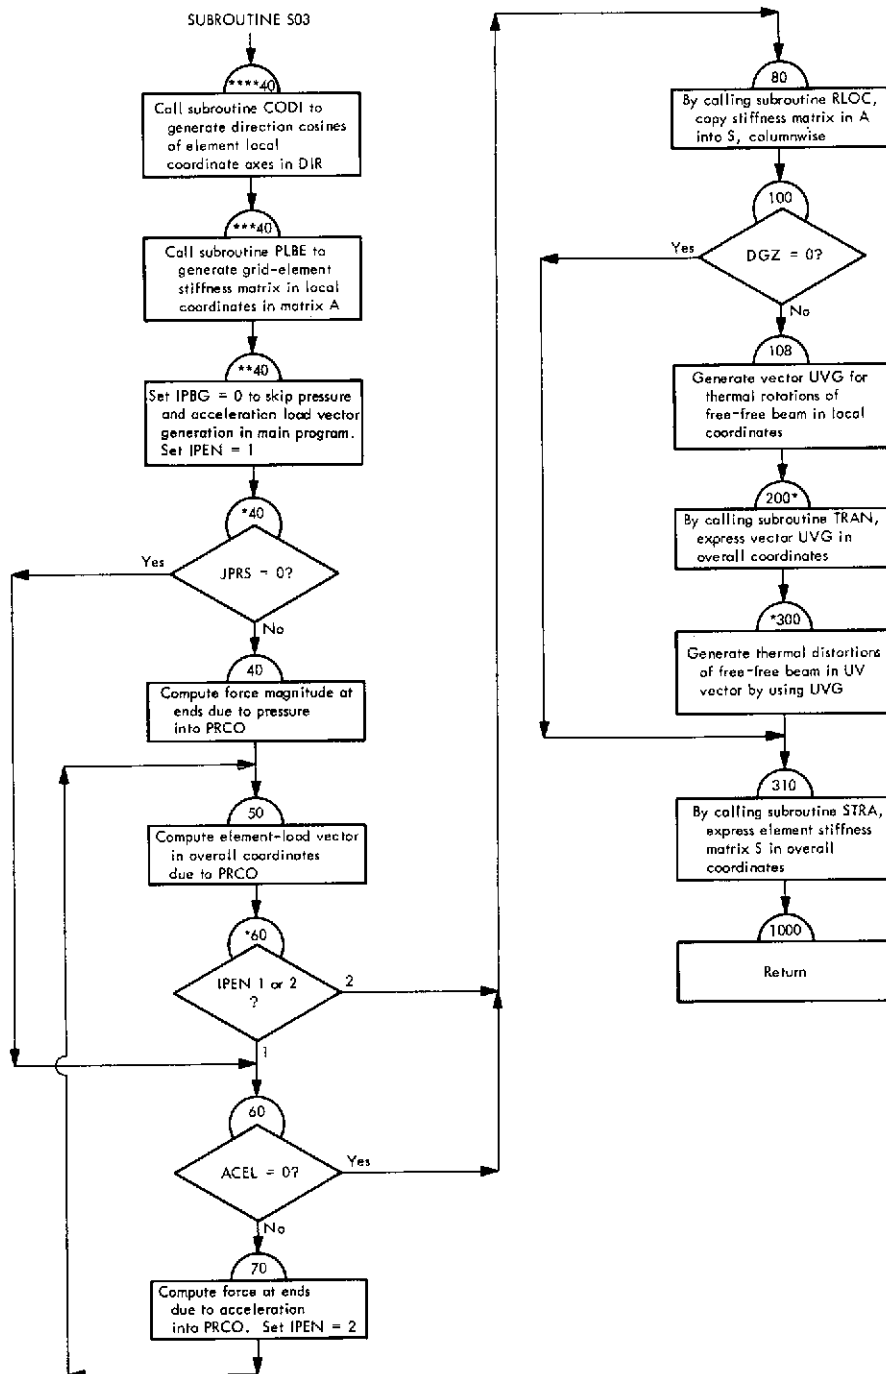 SUBROUTINE S03
****40
Call subroutine CODI to
generate direction cosines
of element local
coordinate axes in DIR
***40
Call subroutine PLBE to
generate grid-element
stiffness matrix in local
coordinates in matrix A
**40
Set IPBG = 0 to skip pressure
and acceleration load vector
generation in main program.
Set IPEN = 1
*40
Yes
JPRS = 0?
No
40
Compute force magnitude at
ends due to pressure
into PRCO
50
Compute element-load vector
in overall coordinates
due to PRCO
*60
IPEN 1 or 2
?
2
1
60
ACEL = 0?
Yes
No
70
Compute force at ends
due to acceleration
into PRCO. Set IPEN = 2
80
By calling subroutine RLOC,
copy stiffness matrix in A
into S, columnwise
100
Yes
DGZ = 0?
No
108
Generate vector UVG for
thermal rotations of
free-free beam in local
coordinates
200*
By calling subroutine TRAN,
express vector UVG in
overall coordinates
*300
Generate thermal distortions
of free-free beam in UV
vector by using UVG
310
By calling subroutine STRA,
express element stiffness
matrix S in overall
coordinates
1000
Return